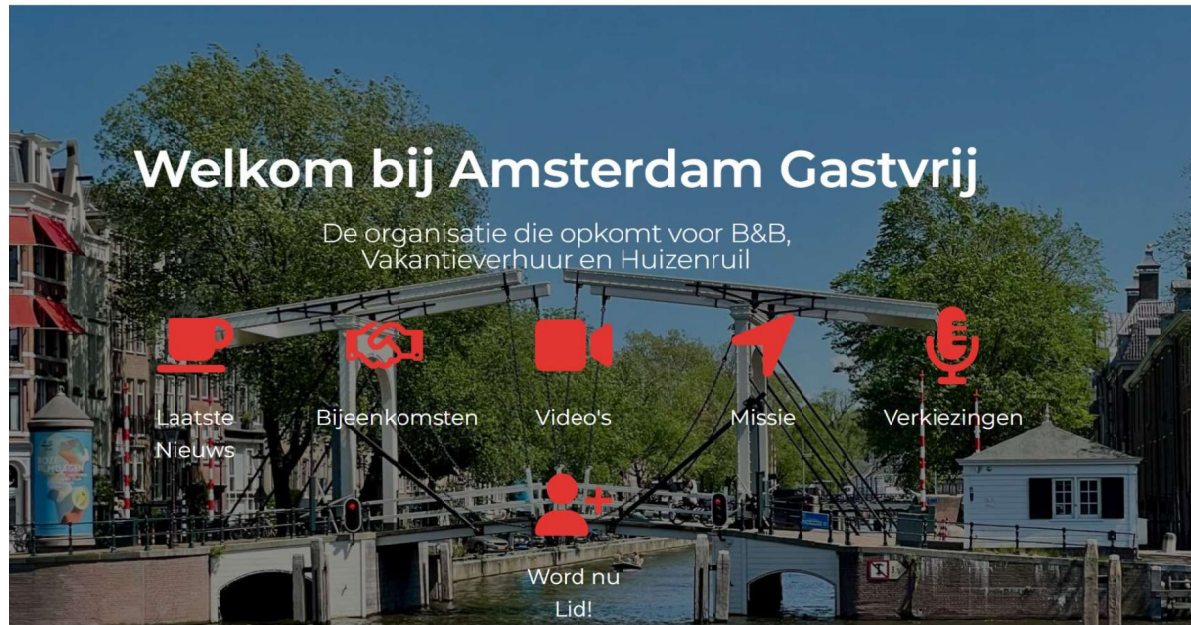 Welkom bij Amsterdam Gastvrij
De organisatie die opkomt voor B&B,
Vakantieverhuur en Huizenruil
Laatste
Nieuws
Bijeenkomsten
Video's
Missie
Verkiezingen
Word nu
Lid!